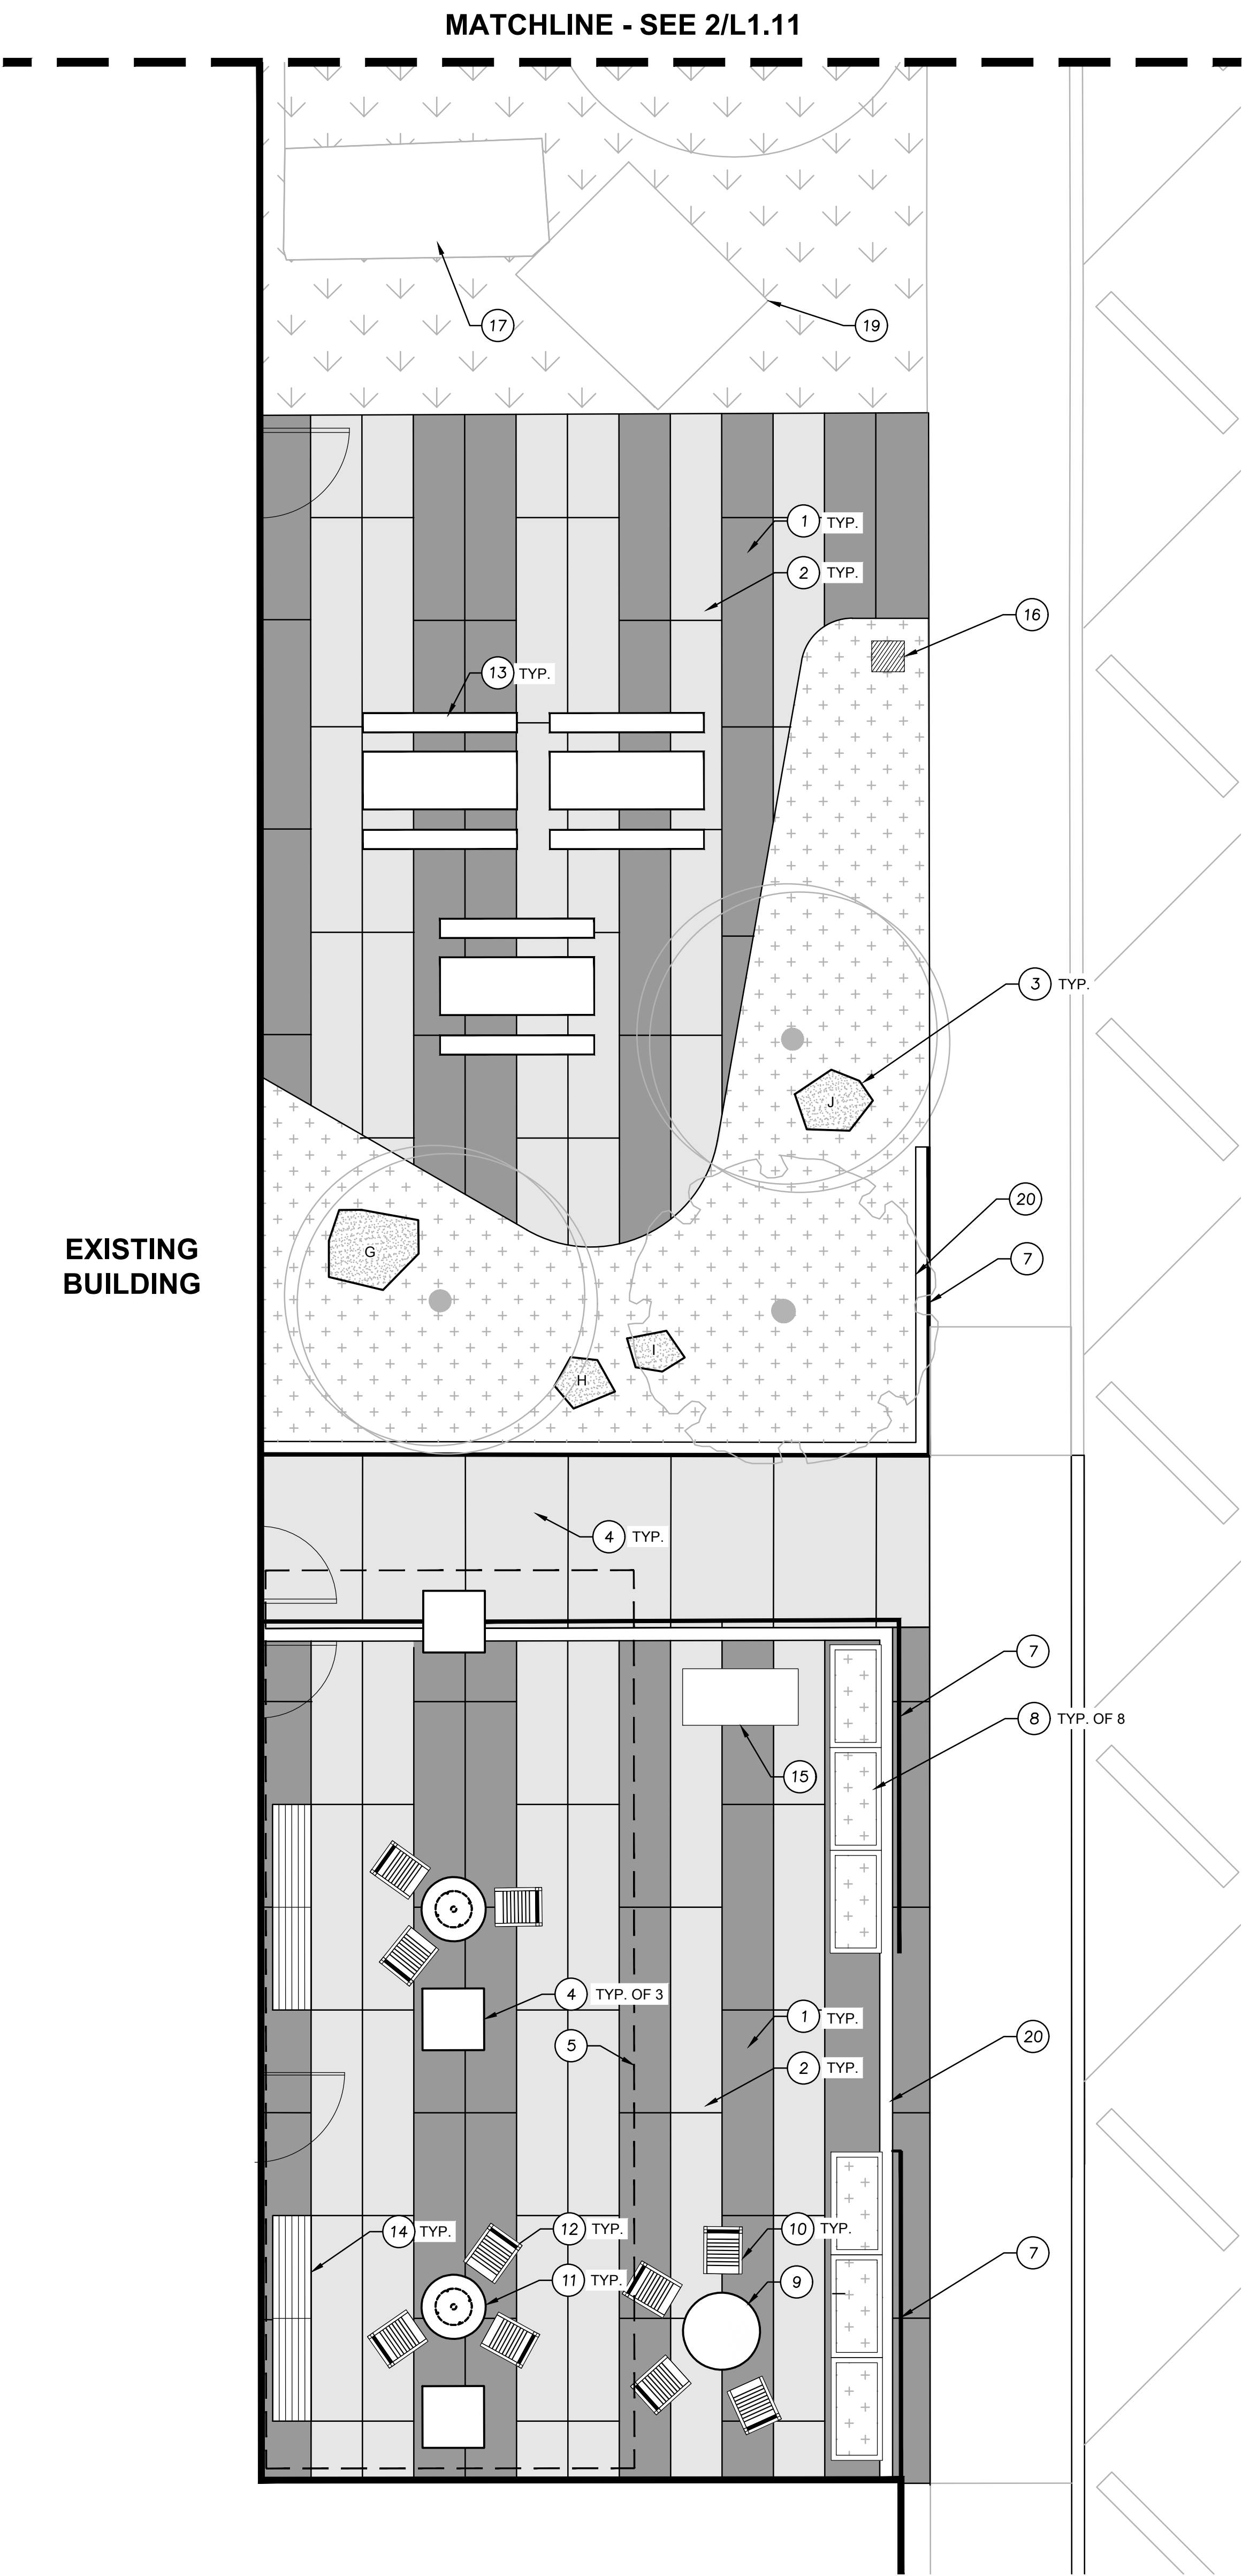 MATCHLINE - SEE 2/L1.11
17
19
1 TYP.
2 TYP.
16
13 TYP.
3 TYP.
J
20
EXISTING
BUILDING
G
7
I
H
4 TYP.
7
8 TYP. OF 8
15
4 TYP. OF 3
1 TYP.
5
20
2 TYP.
14 TYP.
12 TYP.
10 TYP.
7
11 TYP.
9